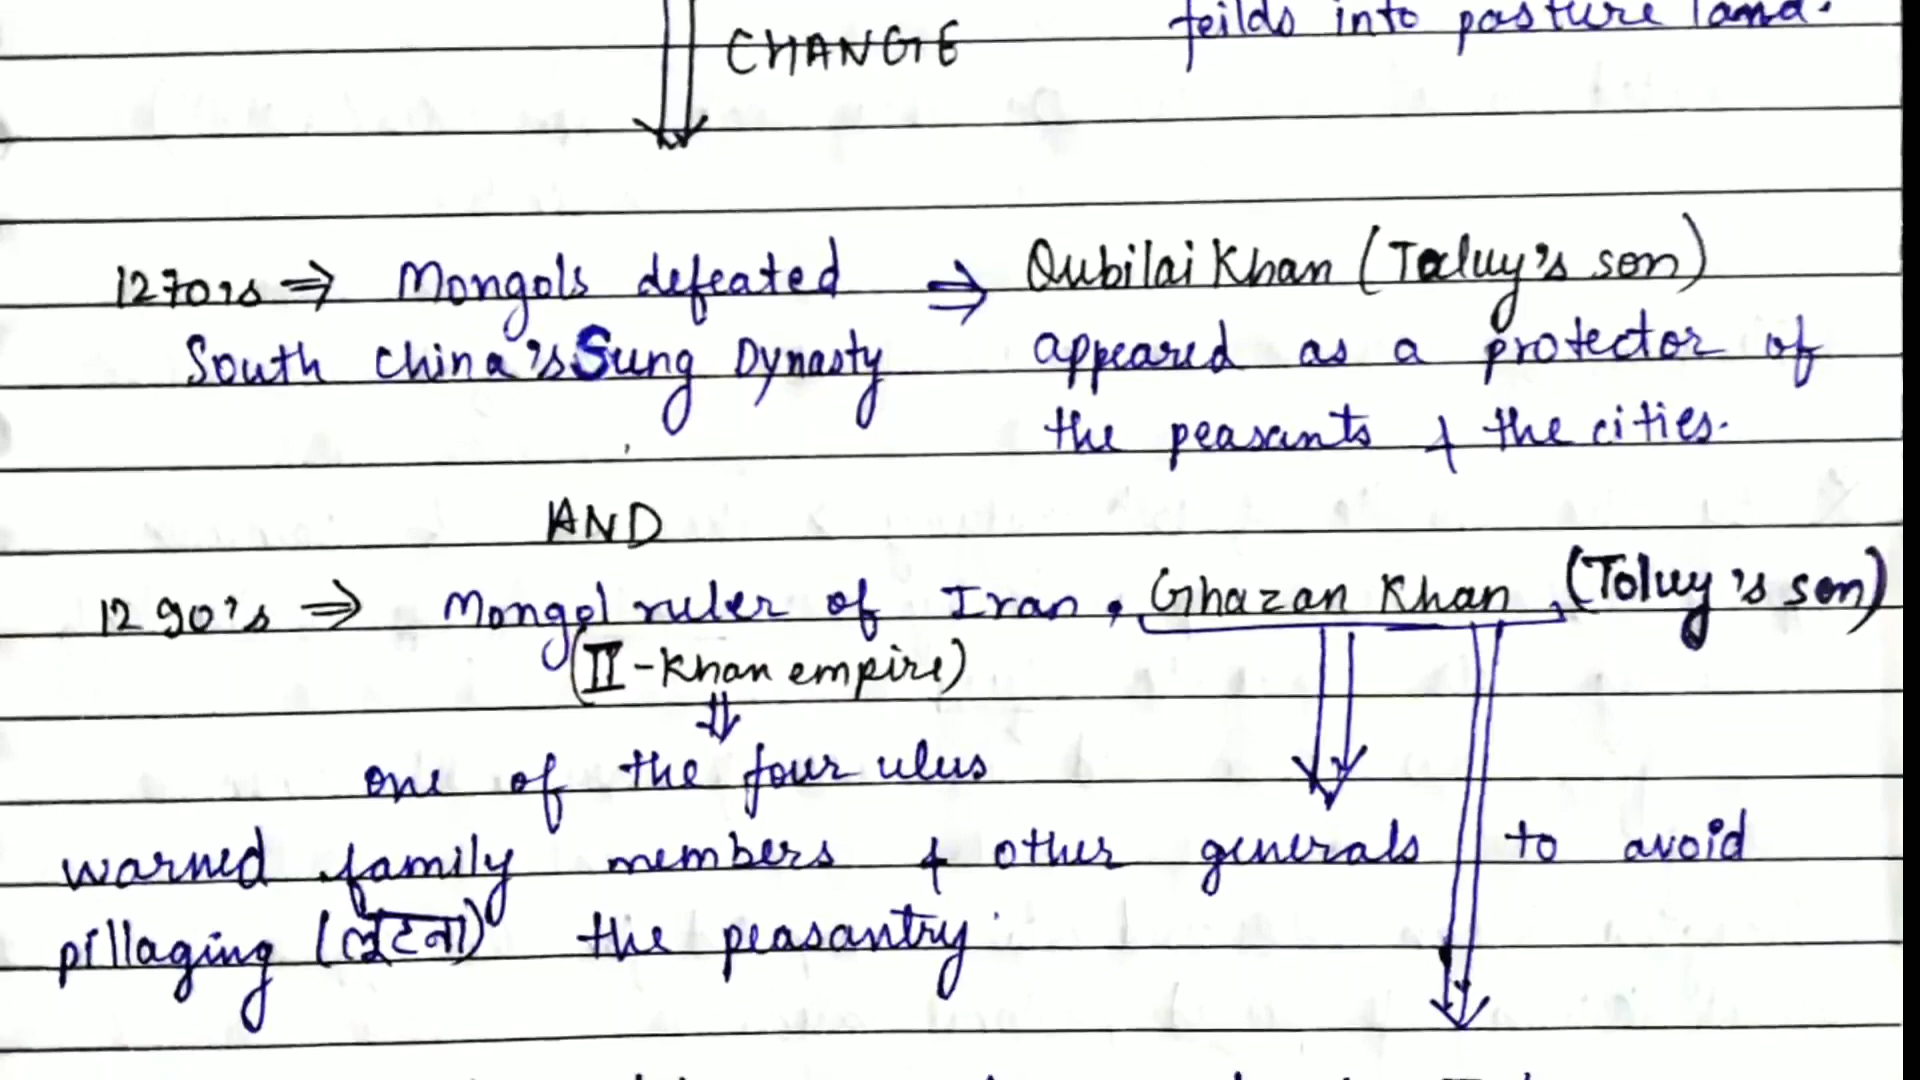 feilds into pasture land.
CHANGE
1270's ⇒ Mongols defeated ⇒ Qubilai Khan (Toluy's son)
South china's Sung Dynasty appeared as a protector of
the peasants & the cities.
AND
1290's ⇒ Mongol ruler of Iran, Ghazan Khan, (Toluy's son)
(II-Khan empire)
⇓
one of the four ulus
warned family members & other generals to avoid
pillaging (लूटना) the peasantry.